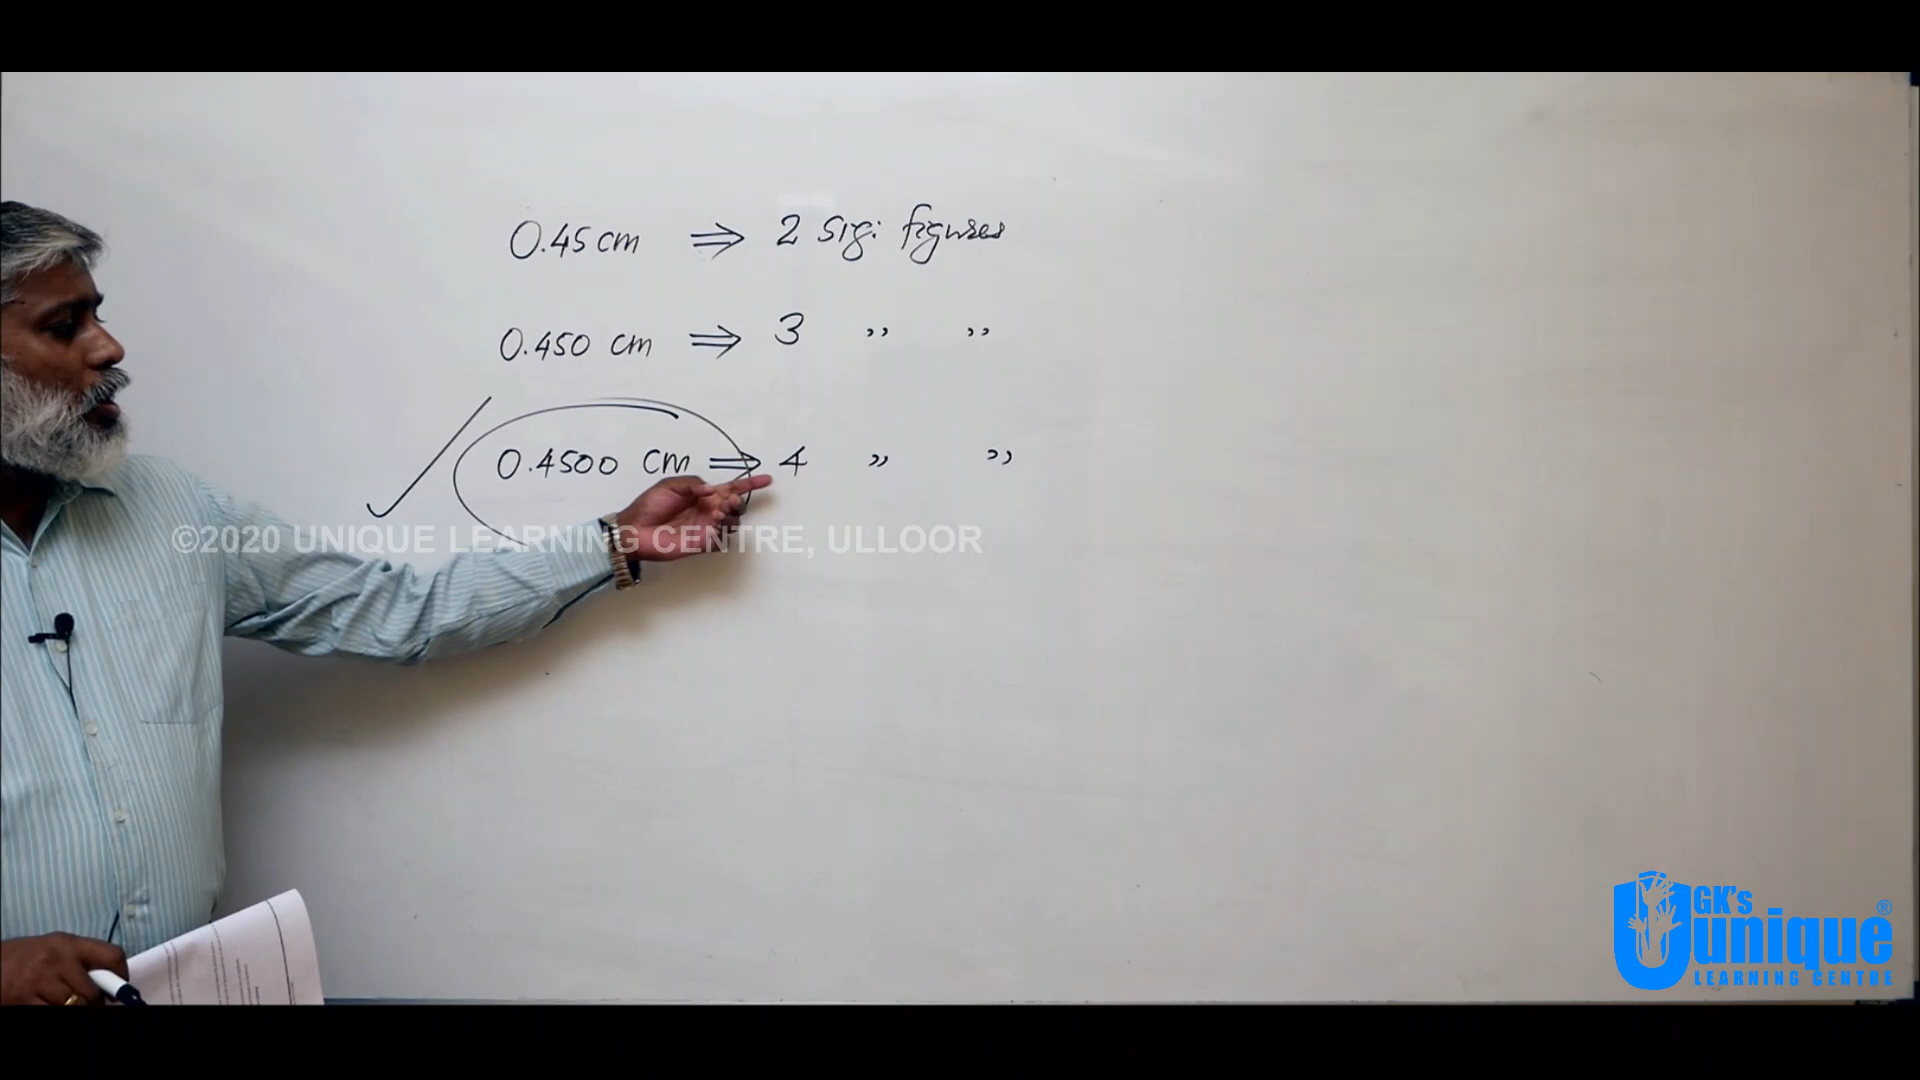 0.45 cm ⇒ 2 Sig: figures
0.450 cm ⇒ 3 ,, ,,
0.4500 cm ⇒ 4 ,, ,,
©2020 UNIQUE LEARNING CENTRE, ULLOOR
GK's
unique®
LEARNING CENTRE